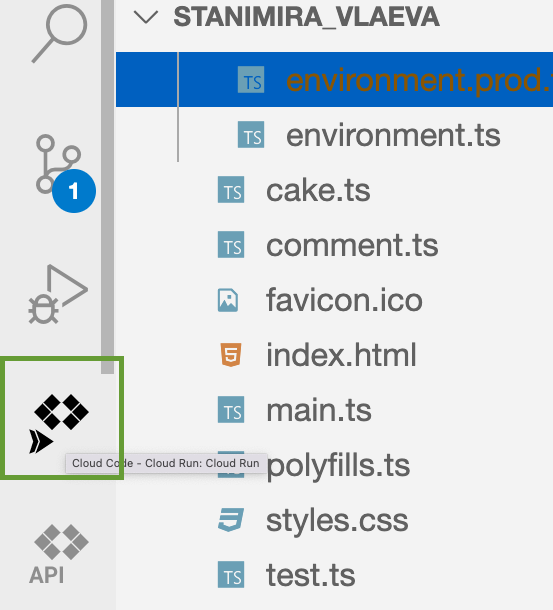 STANIMIRA_VLAEVA
TS environment.prod.
TS environment.ts
1
TS cake.ts
TS comment.ts
favicon.ico
5 index.html
TS main.ts
Cloud Code - Cloud Run: Cloud Run
polyfills.ts
styles.css
API
TS test.ts